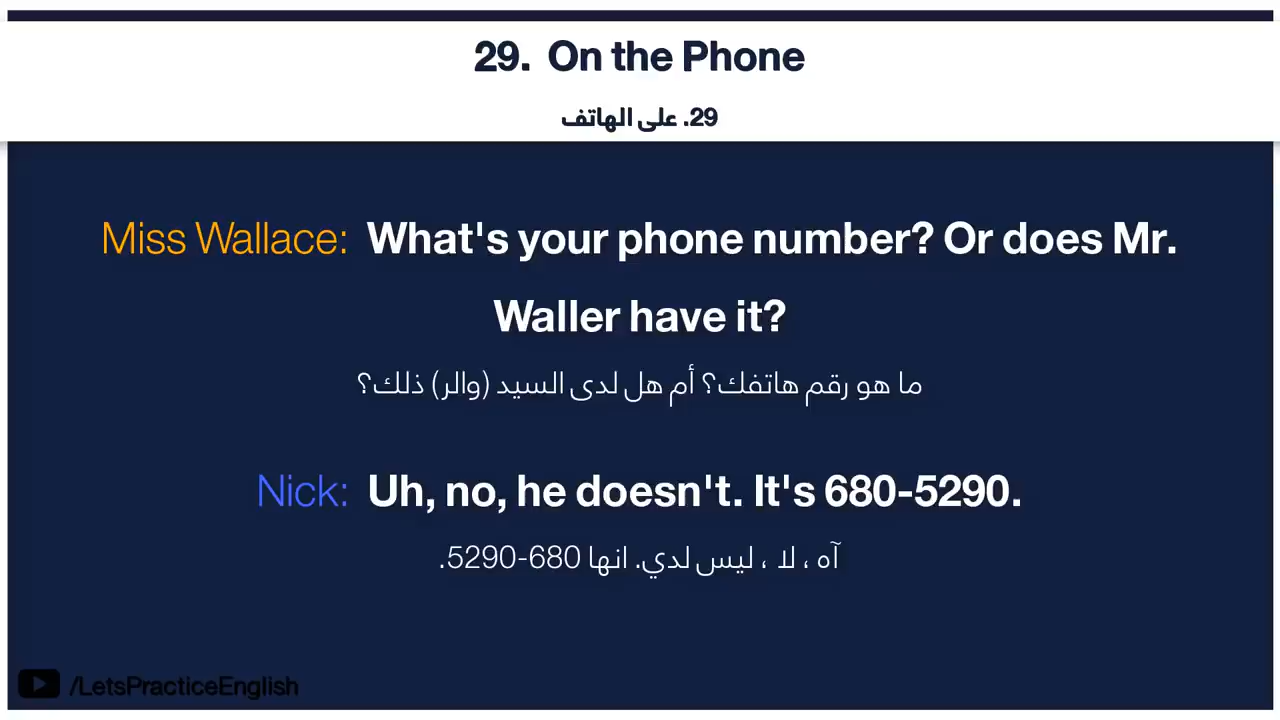 29. On the Phone
29. على الهاتف
Miss Wallace: What's your phone number? Or does Mr.
Waller have it?
ما هو رقم هاتفك؟ أم هل لدى السيد (والر) ذلك؟
Nick: Uh, no, he doesn't. It's 680-5290.
آه ، لا ، ليس لدي. انها 680-5290.
/LetsPracticeEnglish